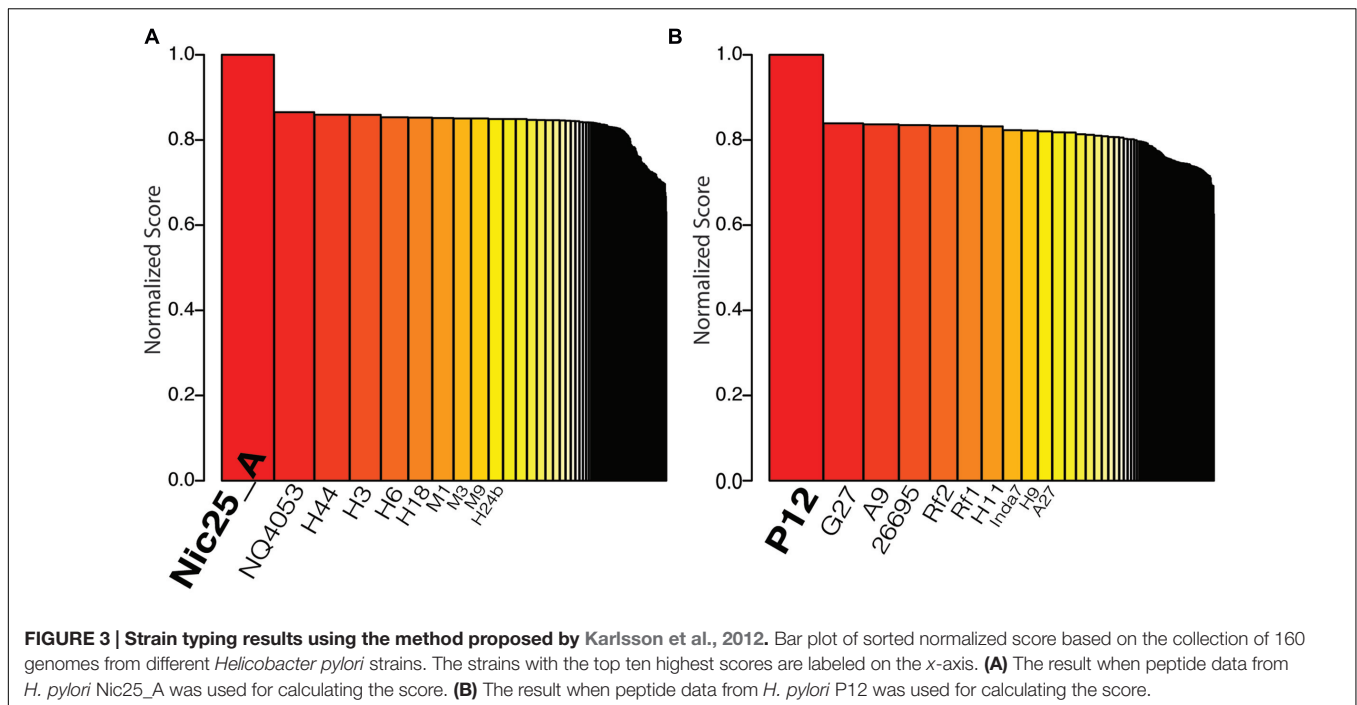 A
B
1.0
0.8
0.6
0.4
0.2
0.0
Normalized Score
Nic25_A
NQ4053
H44
H3
H6
H18
M1
M3
M9
H24b
1.0
0.8
0.6
0.4
0.2
0.0
Normalized Score
P12
G27
A9
26695
Rf2
Rf1
H11
Inda7
H9
A27
FIGURE 3 | Strain typing results using the method proposed by Karlsson et al., 2012. Bar plot of sorted normalized score based on the collection of 160
genomes from different Helicobacter pylori strains. The strains with the top ten highest scores are labeled on the x-axis. (A) The result when peptide data from
H. pylori Nic25_A was used for calculating the score. (B) The result when peptide data from H. pylori P12 was used for calculating the score.